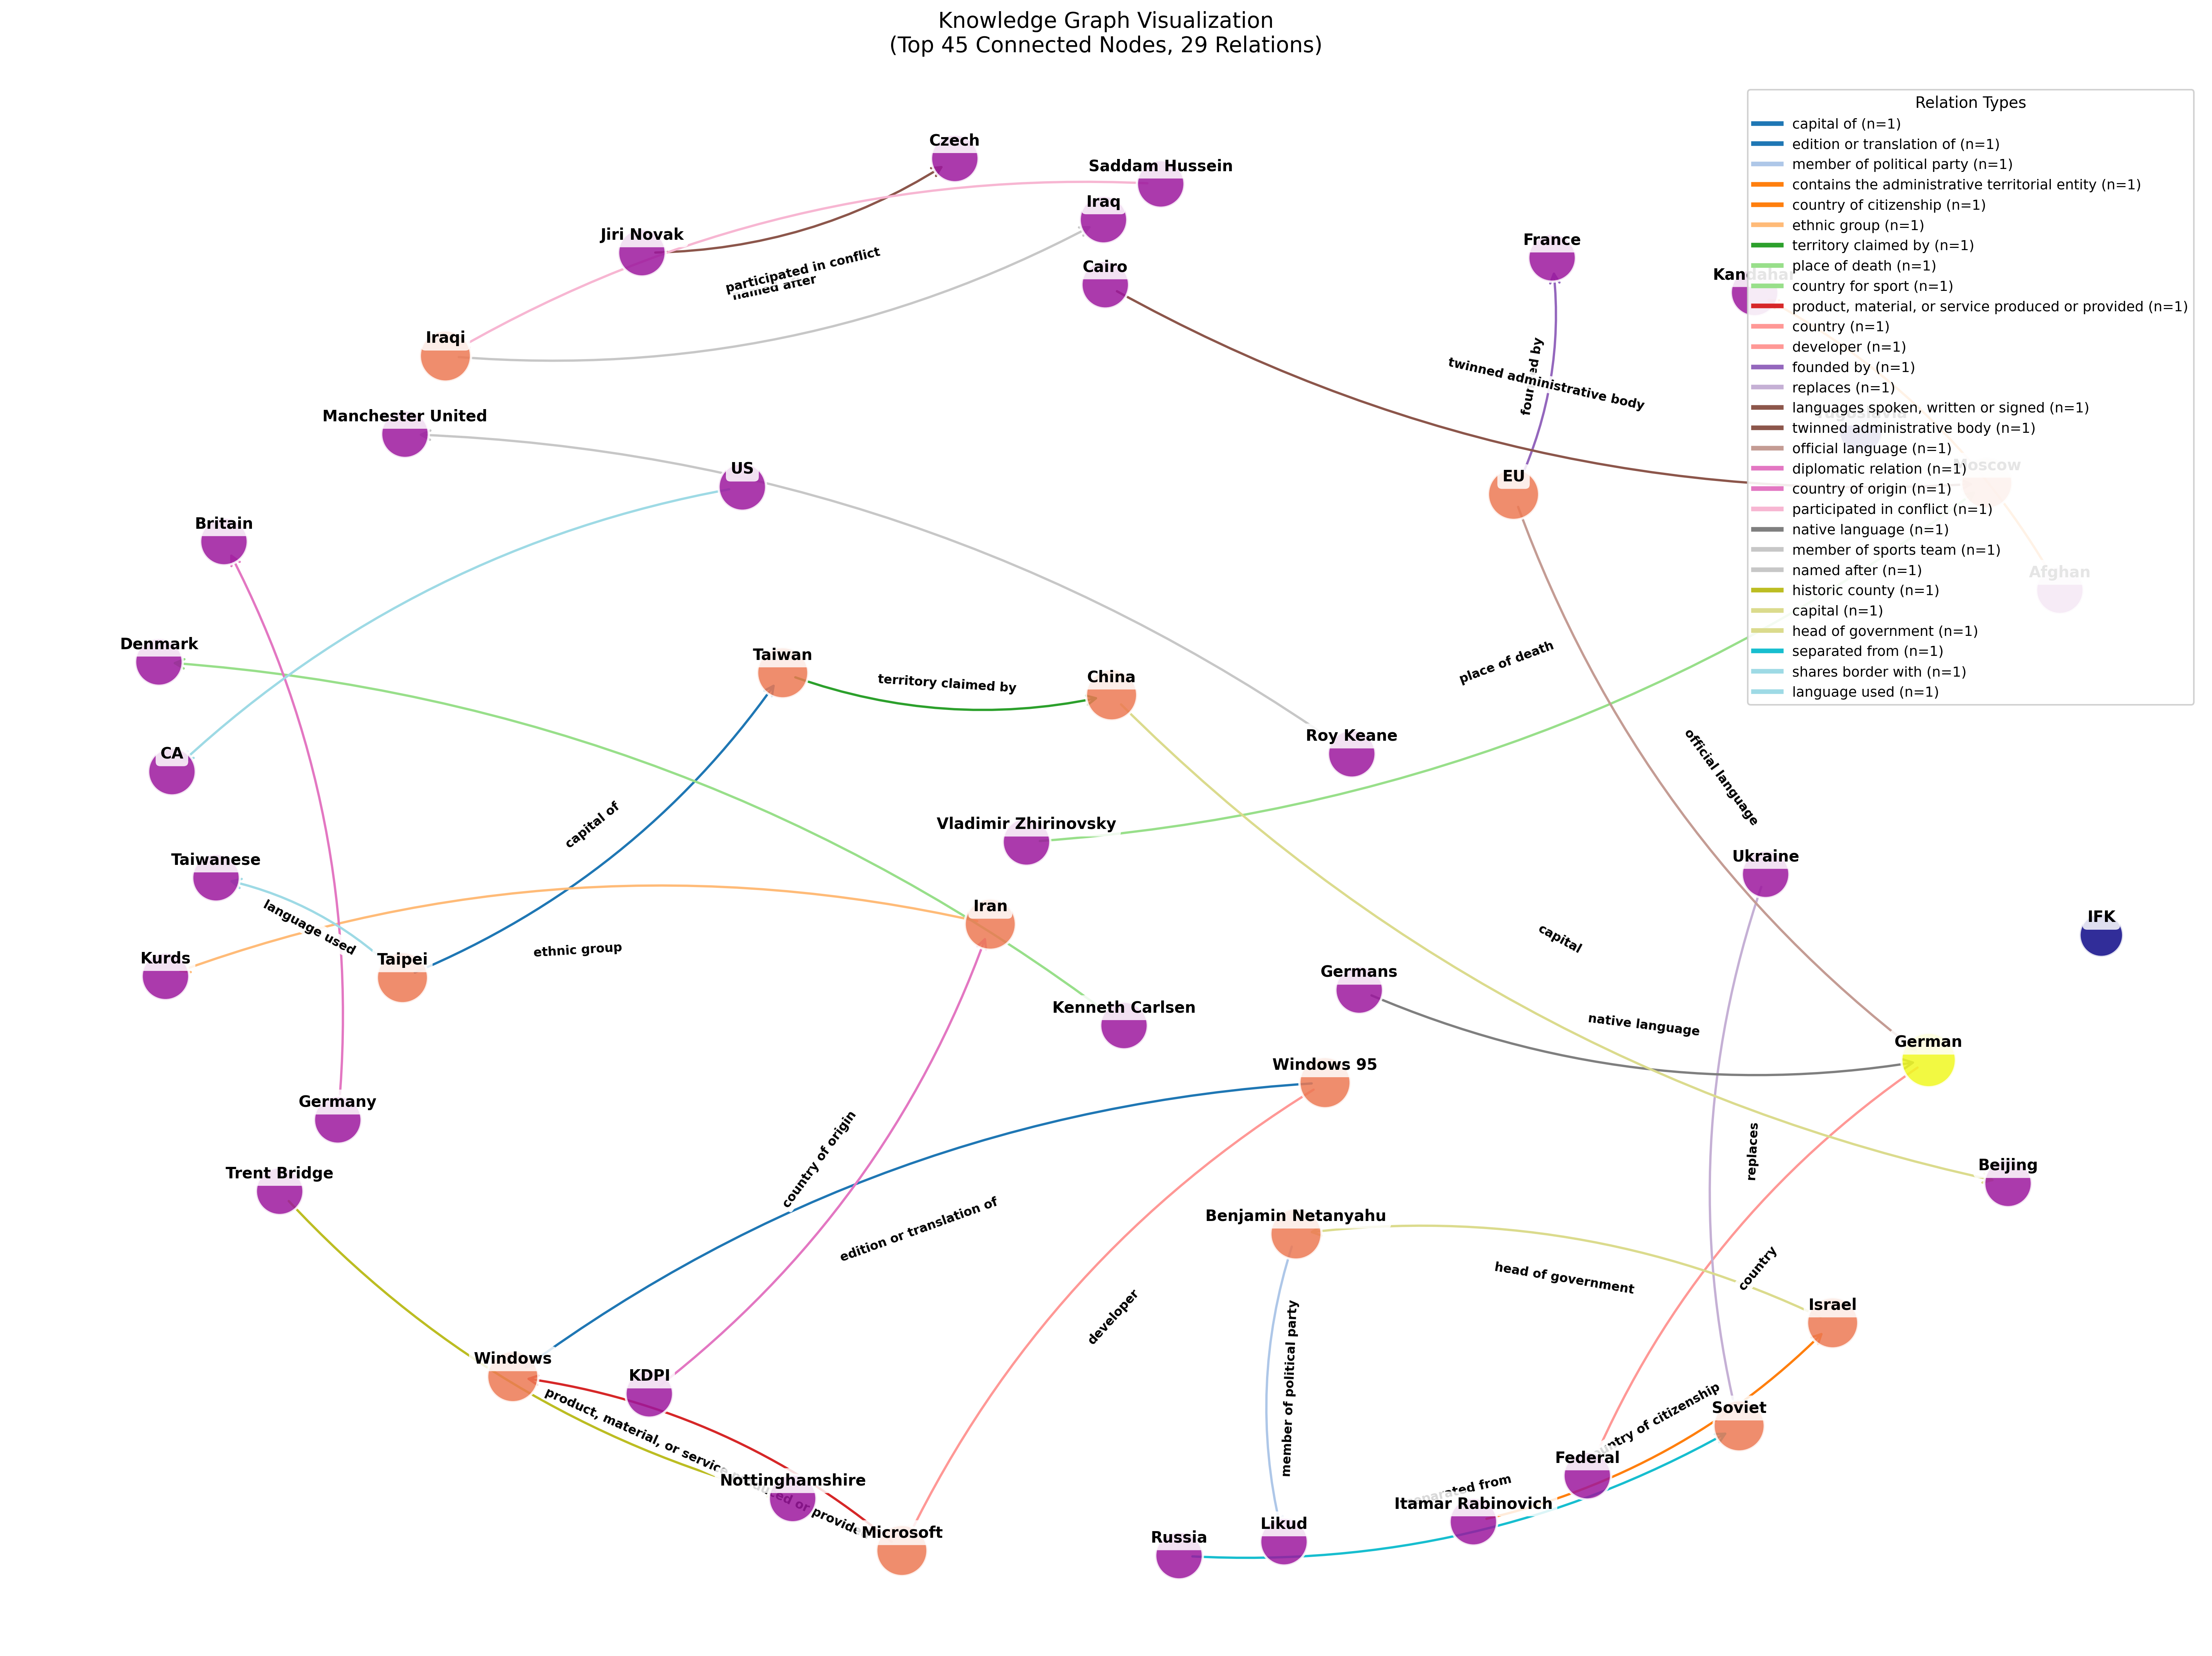 Knowledge Graph Visualization
(Top 45 Connected Nodes, 29 Relations)
Relation Types
capital of (n=1)
edition or translation of (n=1)
member of political party (n=1)
contains the administrative territorial entity (n=1)
country of citizenship (n=1)
ethnic group (n=1)
territory claimed by (n=1)
place of death (n=1)
country for sport (n=1)
product, material, or service produced or provided (n=1)
country (n=1)
developer (n=1)
founded by (n=1)
replaces (n=1)
languages spoken, written or signed (n=1)
twinned administrative body (n=1)
official language (n=1)
diplomatic relation (n=1)
country of origin (n=1)
participated in conflict (n=1)
native language (n=1)
member of sports team (n=1)
named after (n=1)
historic county (n=1)
capital (n=1)
head of government (n=1)
separated from (n=1)
shares border with (n=1)
language used (n=1)
Czech
Saddam Hussein
Iraq
Jiri Novak
France
Cairo
Kandahar
participated in conflict
named after
Iraqi
founded by
twinned administrative body
Manchester United
Moscow
US
EU
Britain
Afghan
Denmark
Taiwan
territory claimed by
China
place of death
CA
Roy Keane
official language
capital of
Vladimir Zhirinovsky
Taiwanese
Ukraine
language used
Iran
IFK
ethnic group
capital
Kurds
Taipei
Germans
Kenneth Carlsen
native language
German
Windows 95
Germany
country of origin
replaces
Beijing
Trent Bridge
edition or translation of
Benjamin Netanyahu
head of government
country
Israel
developer
Windows
KDPI
member of political party
country of citizenship
Soviet
product, material, or service produced or provided
Nottinghamshire
Federal
separated from
Itamar Rabinovich
Microsoft
Russia
Likud